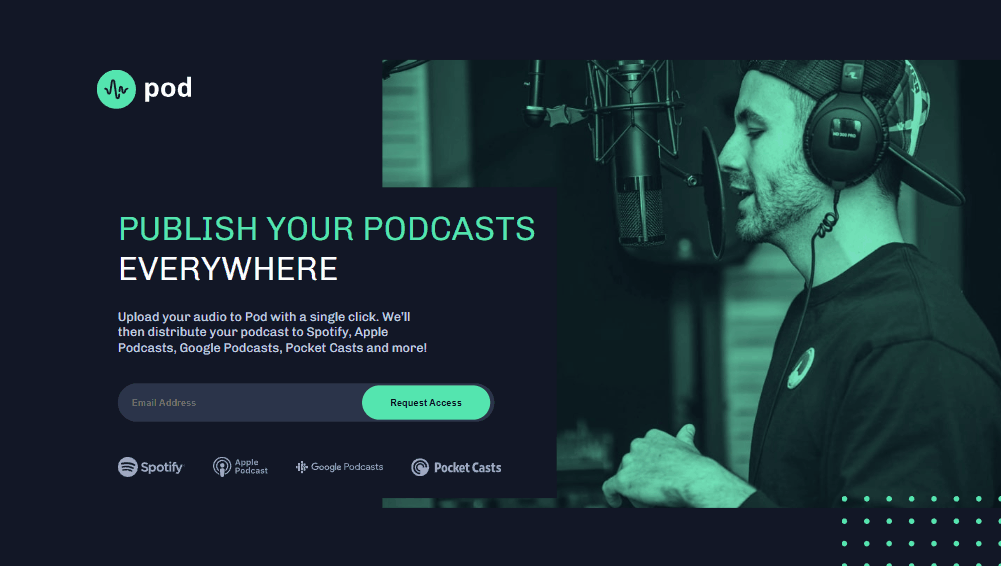 pod
PUBLISH YOUR PODCASTS
EVERYWHERE
Upload your audio to Pod with a single click. We'll
then distribute your podcast to Spotify, Apple
Podcasts, Google Podcasts, Pocket Casts and more!
Email Address
Request Access
Spotify
Apple
Podcast
Google Podcasts
Pocket Casts